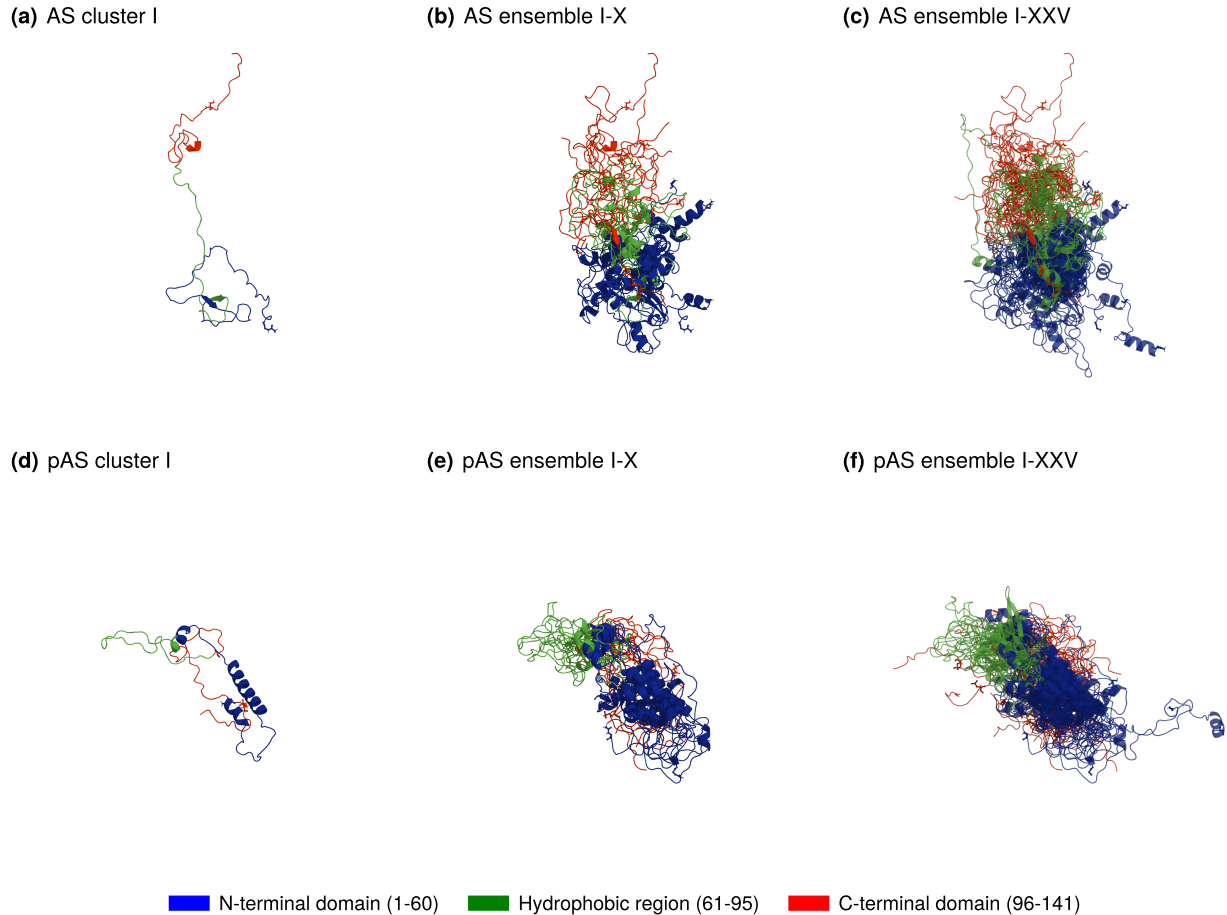 (a) AS cluster I
(b) AS ensemble I-X
(c) AS ensemble I-XXV
(d) pAS cluster I
(e) pAS ensemble I-X
(f) pAS ensemble I-XXV
N-terminal domain (1-60)
Hydrophobic region (61-95)
C-terminal domain (96-141)